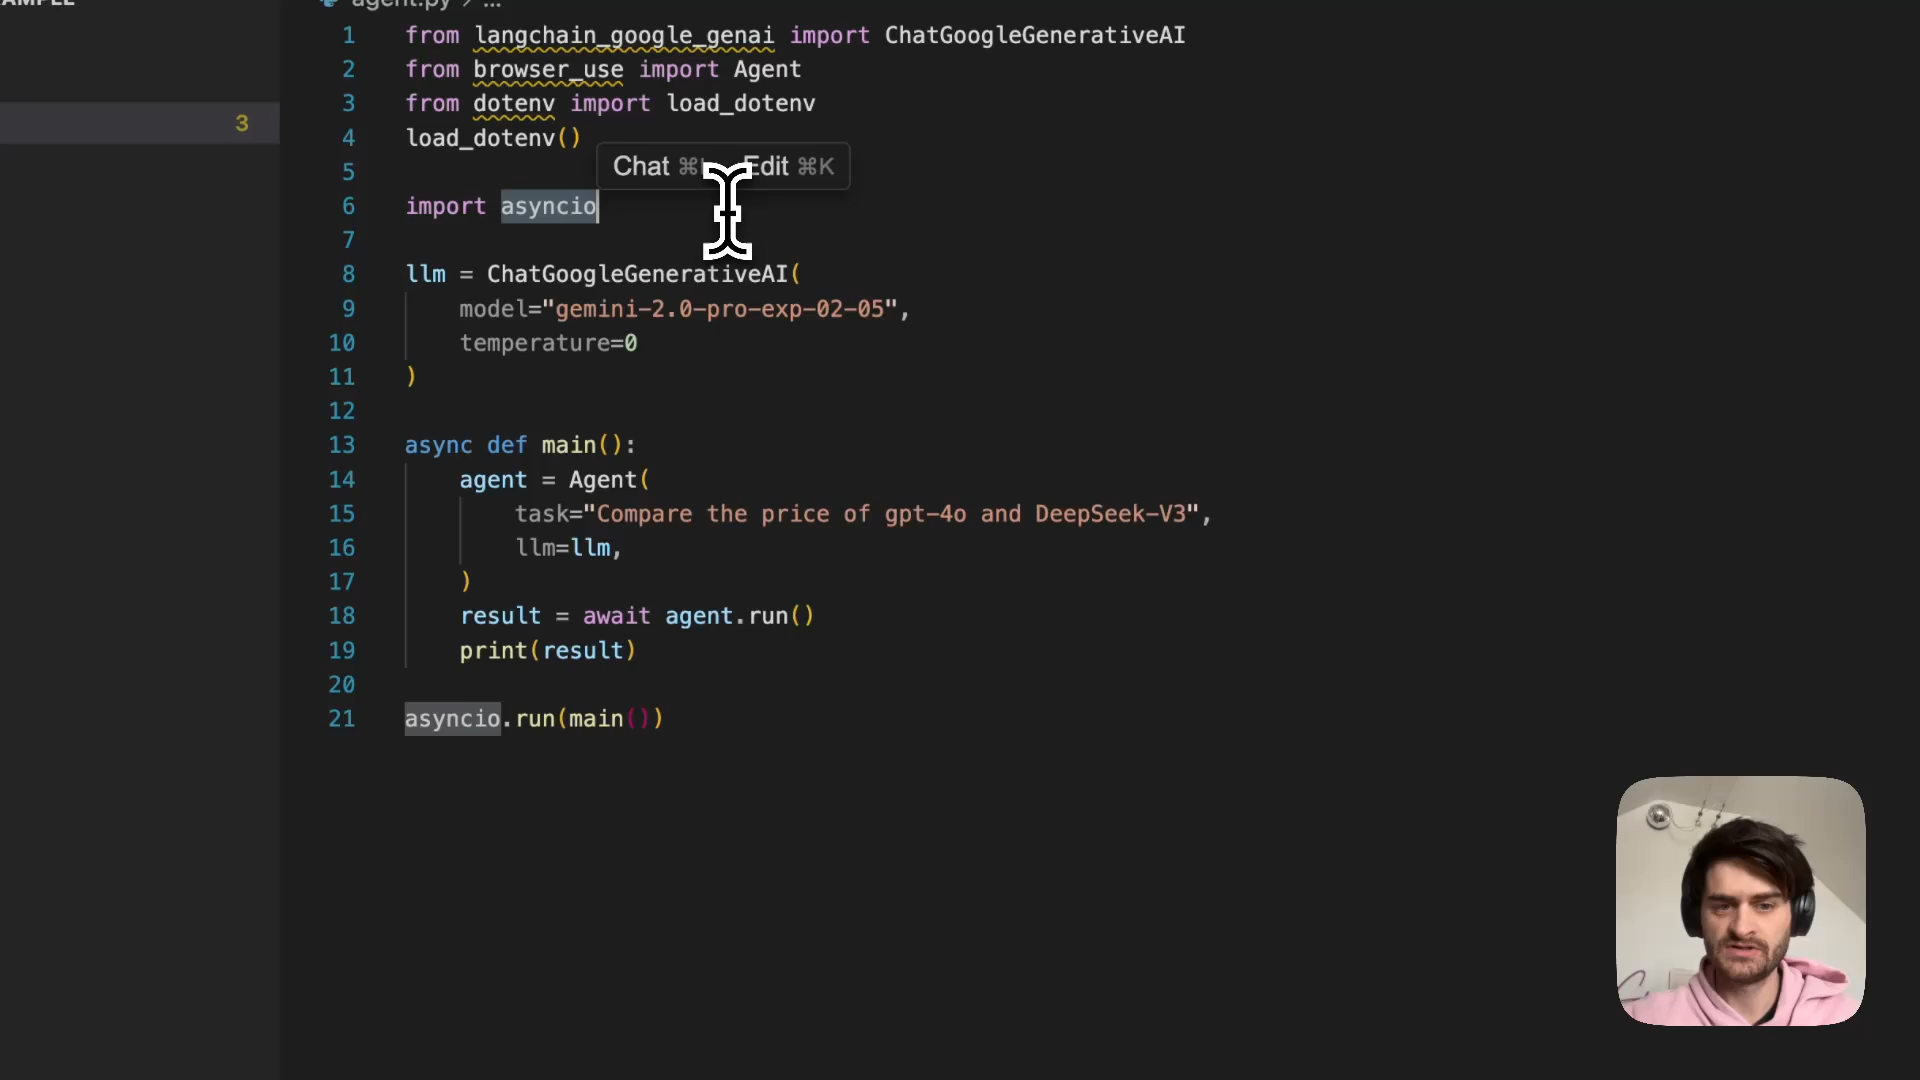 agent.py > ...
3
1 from langchain_google_genai import ChatGoogleGenerativeAI
2 from browser_use import Agent
3 from dotenv import load_dotenv
4 load_dotenv()
5
Chat Edit ⌘K
6 import asyncio
7
8 llm = ChatGoogleGenerativeAI(
9 model="gemini-2.0-pro-exp-02-05",
10 temperature=0
11 )
12
13 async def main():
14 agent = Agent(
15 task="Compare the price of gpt-4o and DeepSeek-V3",
16 llm=llm,
17 )
18 result = await agent.run()
19 print(result)
20
21 asyncio.run(main())